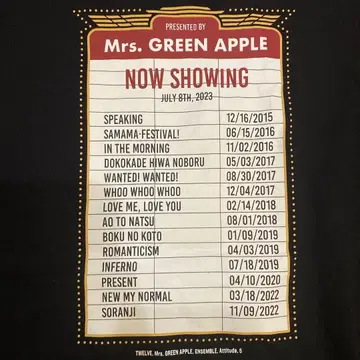 PRESENTED BY
Mrs. GREEN APPLE
NOW SHOWING
JULY 8TH, 2023
SPEAKING 12/16/2015
SAMAMA-FESTIVAL! 06/15/2016
IN THE MORNING 11/02/2016
DOKOKADE HIWA NOBORU 05/03/2017
WANTED! WANTED! 08/30/2017
WHOO WHOO WHOO 12/04/2017
LOVE ME, LOVE YOU 02/14/2018
AO TO NATSU 08/01/2018
BOKU NO KOTO 01/09/2019
ROMANTICISM 04/03/2019
INFERNO 07/18/2019
PRESENT 04/10/2020
NEW MY NORMAL 03/18/2022
SORANJI 11/09/2022
TWELVE, Mrs. GREEN APPLE, ENSEMBLE, Attitude, 5